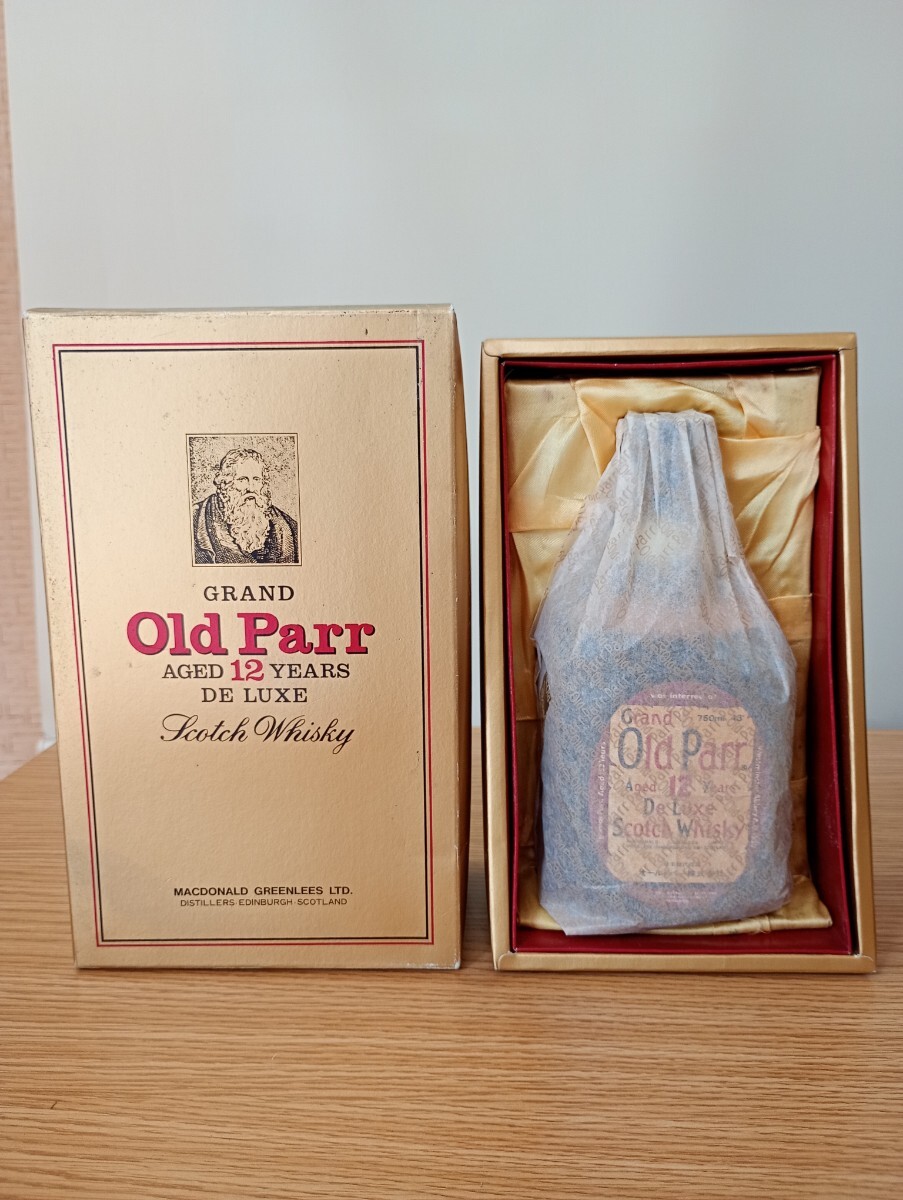 GRAND
Old Parr
AGED 12 YEARS
DE LUXE
Scotch Whisky
MACDONALD GREENLEES LTD.
DISTILLERS·EDINBURGH·SCOTLAND
Grand
Old Parr
Aged 12 Years
De Luxe
Scotch Whisky